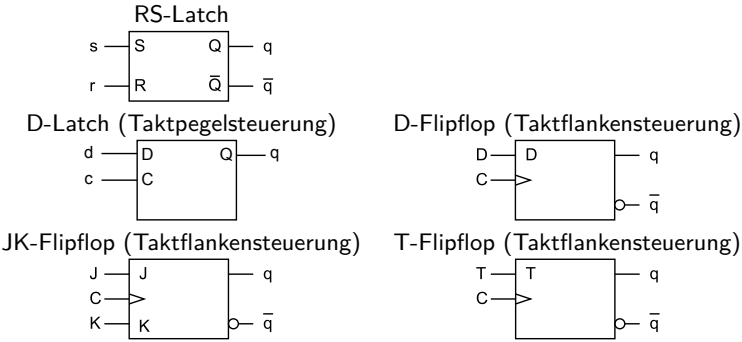 RS-Latch
s S Q q
r R Q̅ q̅
D-Latch (Taktpegelsteuerung) D-Flipflop (Taktflankensteuerung)
d D Q q D D q
c C C
q̅
JK-Flipflop (Taktflankensteuerung) T-Flipflop (Taktflankensteuerung)
J J q T T q
C C
K K q̅ q̅